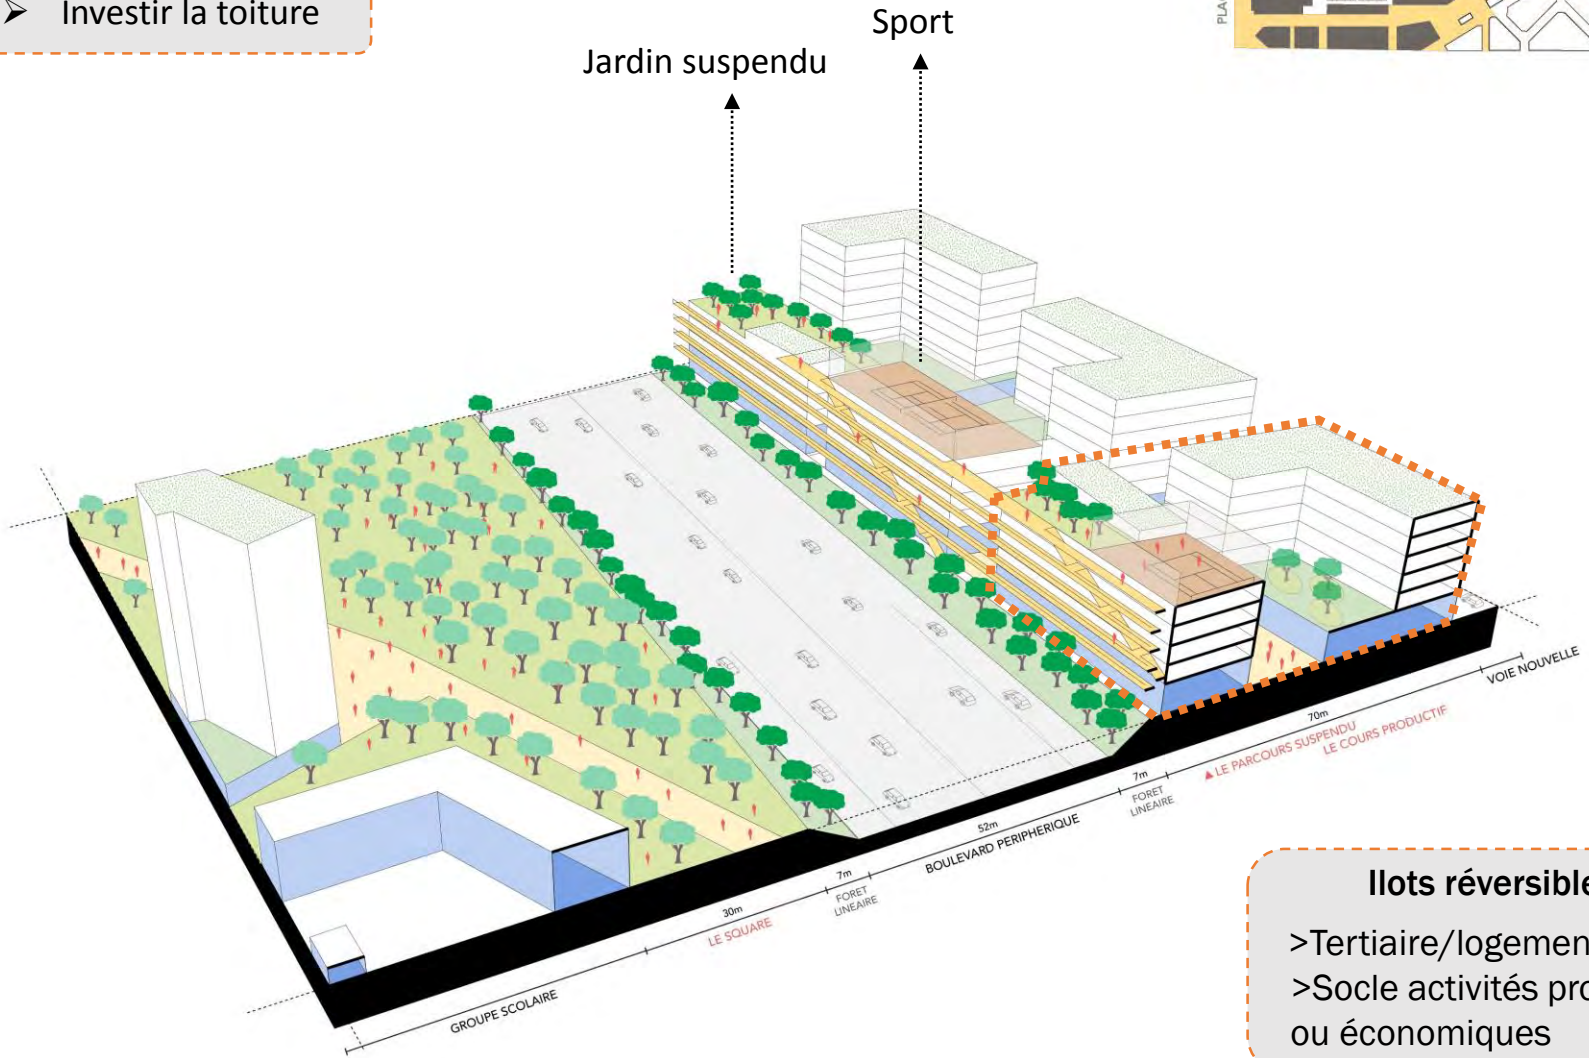 ➤ Investir la toiture
Sport
Jardin suspendu
VOIE NOUVELLE
70m
▲ LE PARCOURS SUSPENDU
LE COURS PRODUCTIF
7m
FORET
LINEAIRE
52m
BOULEVARD PERIPHERIQUE
7m
FORET
LINEAIRE
30m
LE SQUARE
GROUPE SCOLAIRE
Ilots réversible
>Tertiaire/logemen
>Socle activités pro
ou économiques